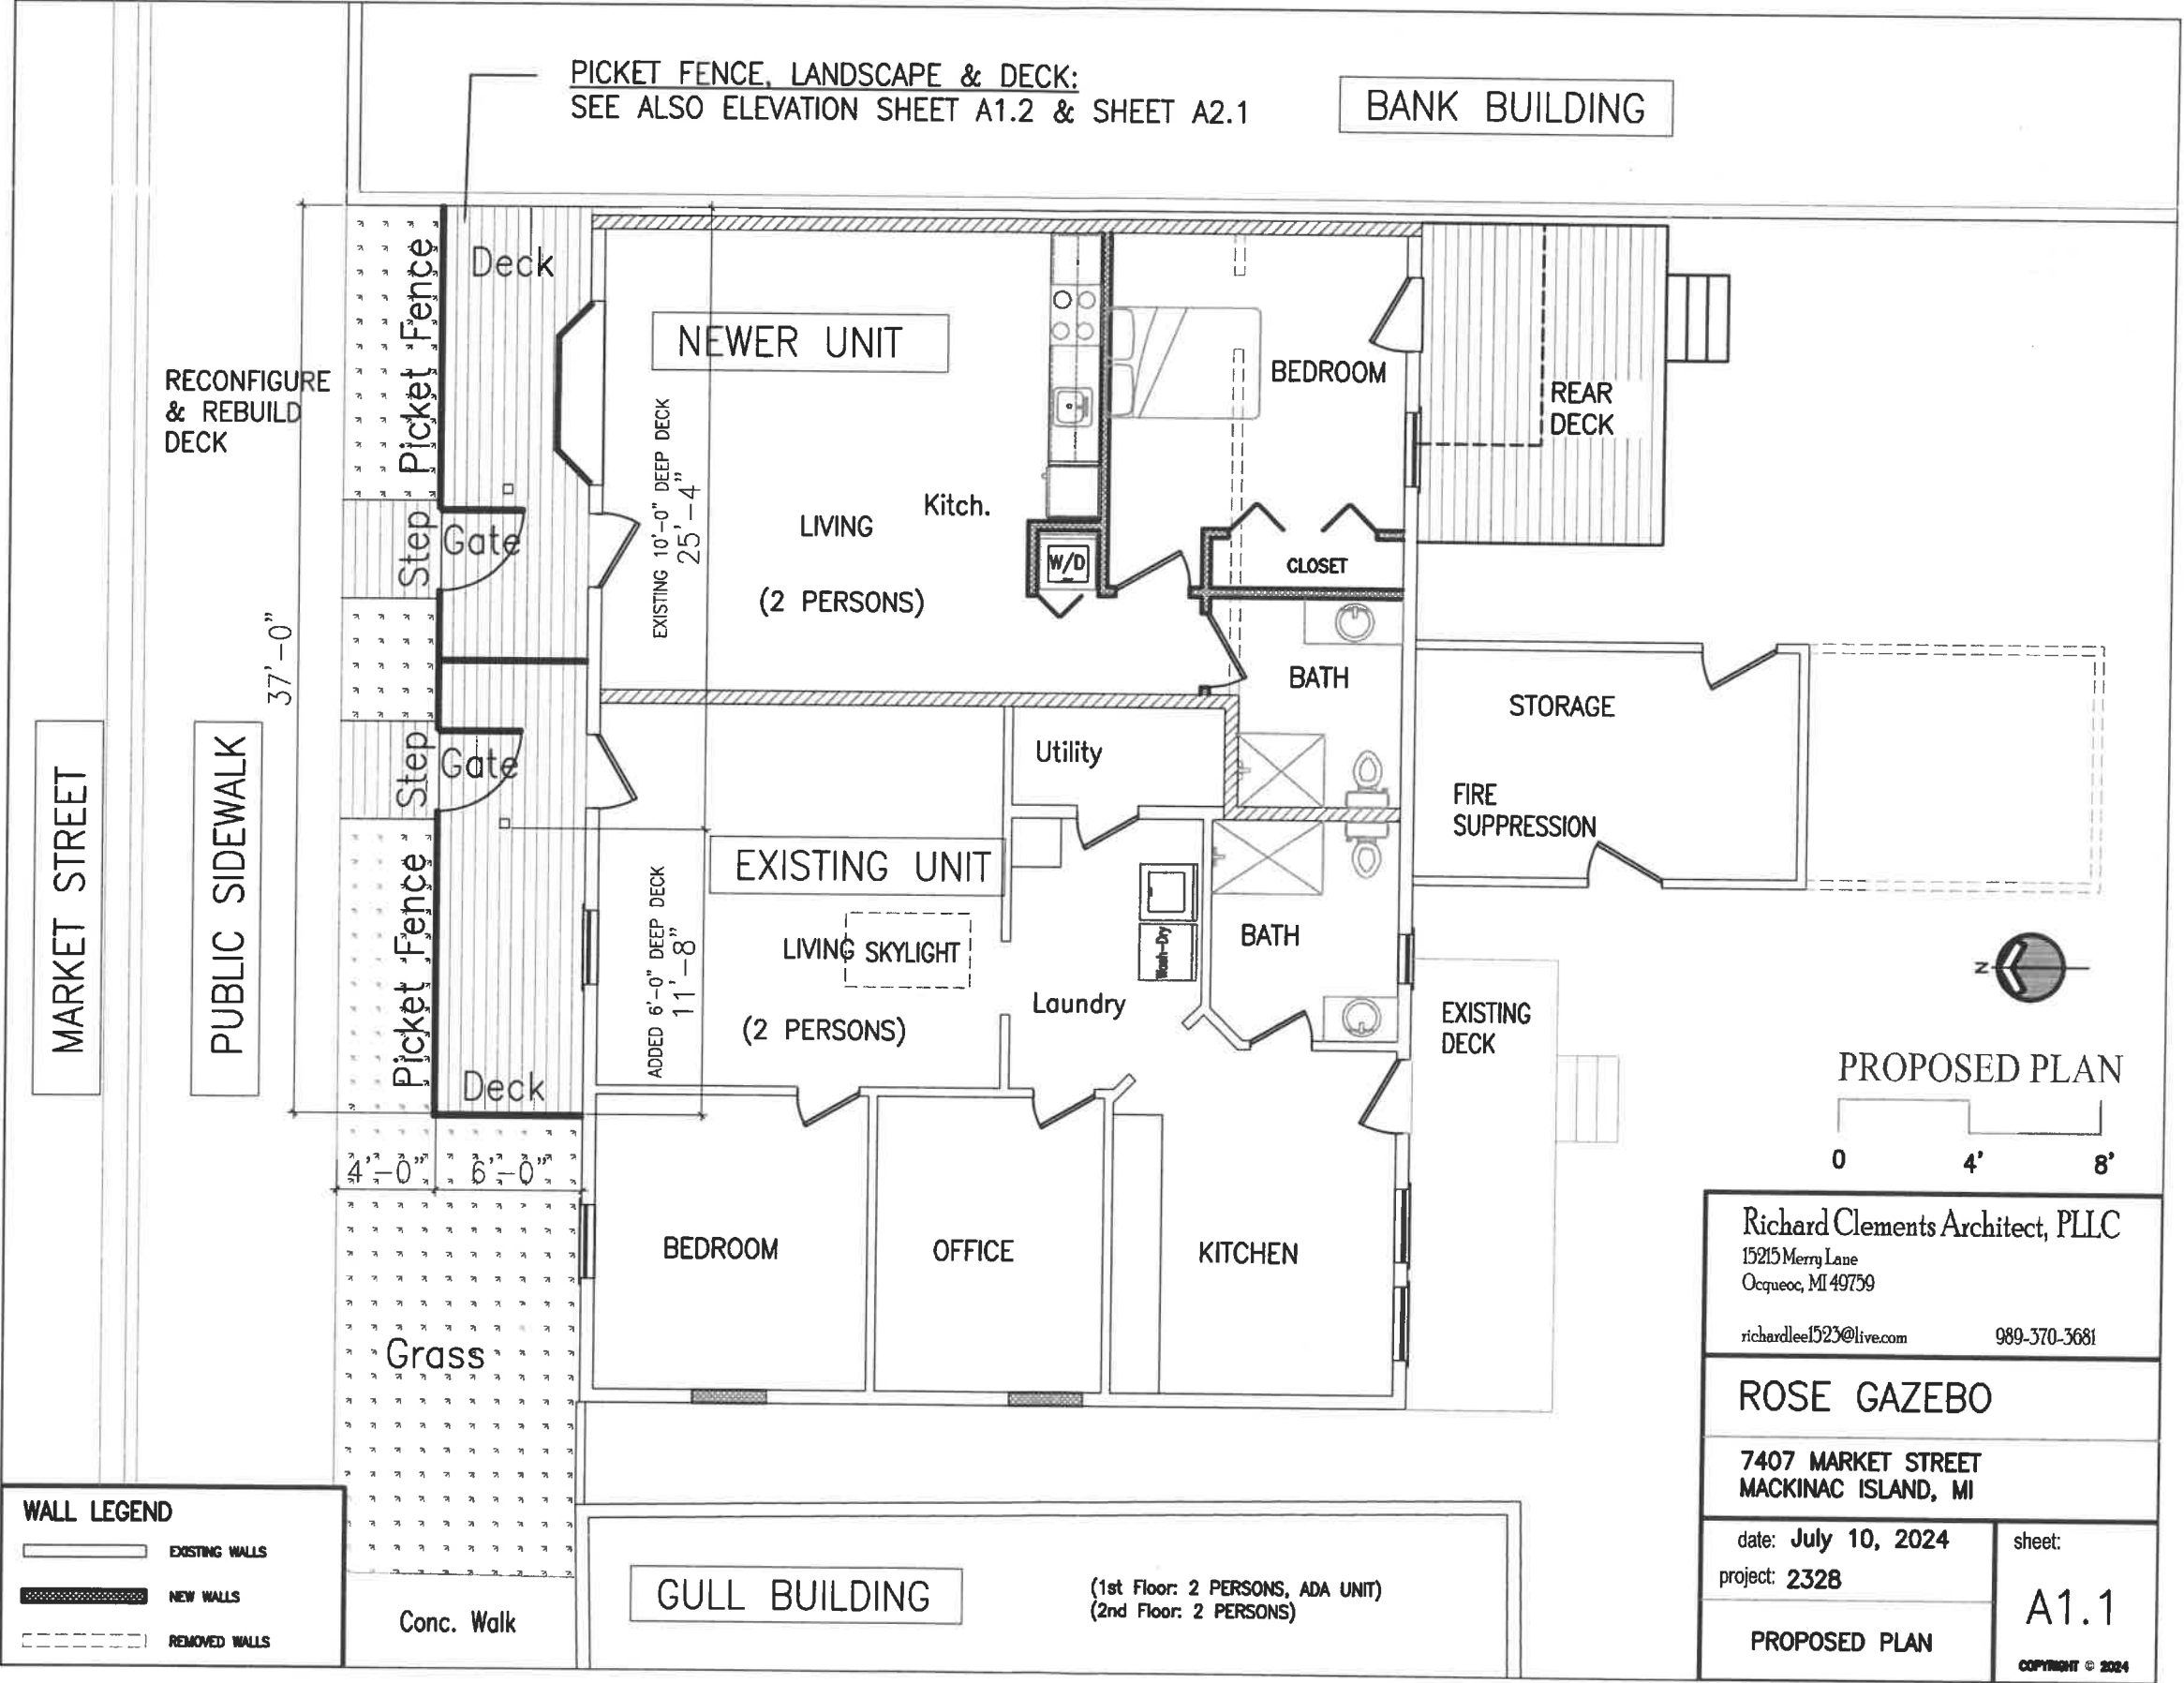 PICKET FENCE, LANDSCAPE & DECK:
SEE ALSO ELEVATION SHEET A1.2 & SHEET A2.1
BANK BUILDING
Deck
Picket Fence
NEWER UNIT
RECONFIGURE
& REBUILD
DECK
BEDROOM
REAR
DECK
EXISTING 10'-0" DEEP DECK
25'-4"
Kitch.
LIVING
Step
Gate
W/D
CLOSET
(2 PERSONS)
37'-0"
BATH
STORAGE
Utility
Step
Gate
FIRE
SUPPRESSION
MARKET STREET
PUBLIC SIDEWALK
EXISTING UNIT
Picket Fence
ADDED 6'-0" DEEP DECK
11'-8"
LIVING
SKYLIGHT
Wash-Dry
BATH
N
Laundry
(2 PERSONS)
EXISTING
DECK
Deck
PROPOSED PLAN
0 4' 8'
4'-0" 6'-0"
BEDROOM
OFFICE
KITCHEN
Grass
Richard Clements Architect, PLLC
15215 Merry Lane
Ocqueoc, MI 49759
richardlee1523@live.com 989-370-3681
ROSE GAZEBO
7407 MARKET STREET
MACKINAC ISLAND, MI
WALL LEGEND
EXISTING WALLS
NEW WALLS
REMOVED WALLS
Conc. Walk
GULL BUILDING
(1st Floor: 2 PERSONS, ADA UNIT)
(2nd Floor: 2 PERSONS)
date: July 10, 2024
project: 2328
PROPOSED PLAN
sheet:
A1.1
COPYRIGHT © 2024